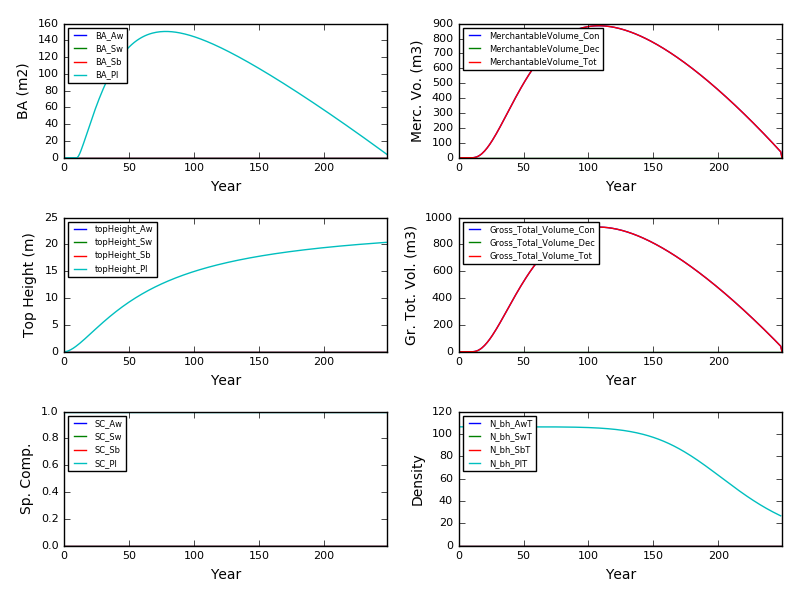 BA (m2)
160
140
120
100
80
60
40
20
0
BA_Aw
BA_Sw
BA_Sb
BA_Pl
0 50 100 150 200
Year
Merc. Vo. (m3)
900
800
700
600
500
400
300
200
100
0
MerchantableVolume_Con
MerchantableVolume_Dec
MerchantableVolume_Tot
0 50 100 150 200
Year
Top Height (m)
25
20
15
10
5
0
topHeight_Aw
topHeight_Sw
topHeight_Sb
topHeight_Pl
0 50 100 150 200
Year
Gr. Tot. Vol. (m3)
1000
800
600
400
200
0
Gross_Total_Volume_Con
Gross_Total_Volume_Dec
Gross_Total_Volume_Tot
0 50 100 150 200
Year
Sp. Comp.
1.0
0.8
0.6
0.4
0.2
0.0
SC_Aw
SC_Sw
SC_Sb
SC_Pl
0 50 100 150 200
Year
Density
120
100
80
60
40
20
0
N_bh_AwT
N_bh_SwT
N_bh_SbT
N_bh_PlT
0 50 100 150 200
Year